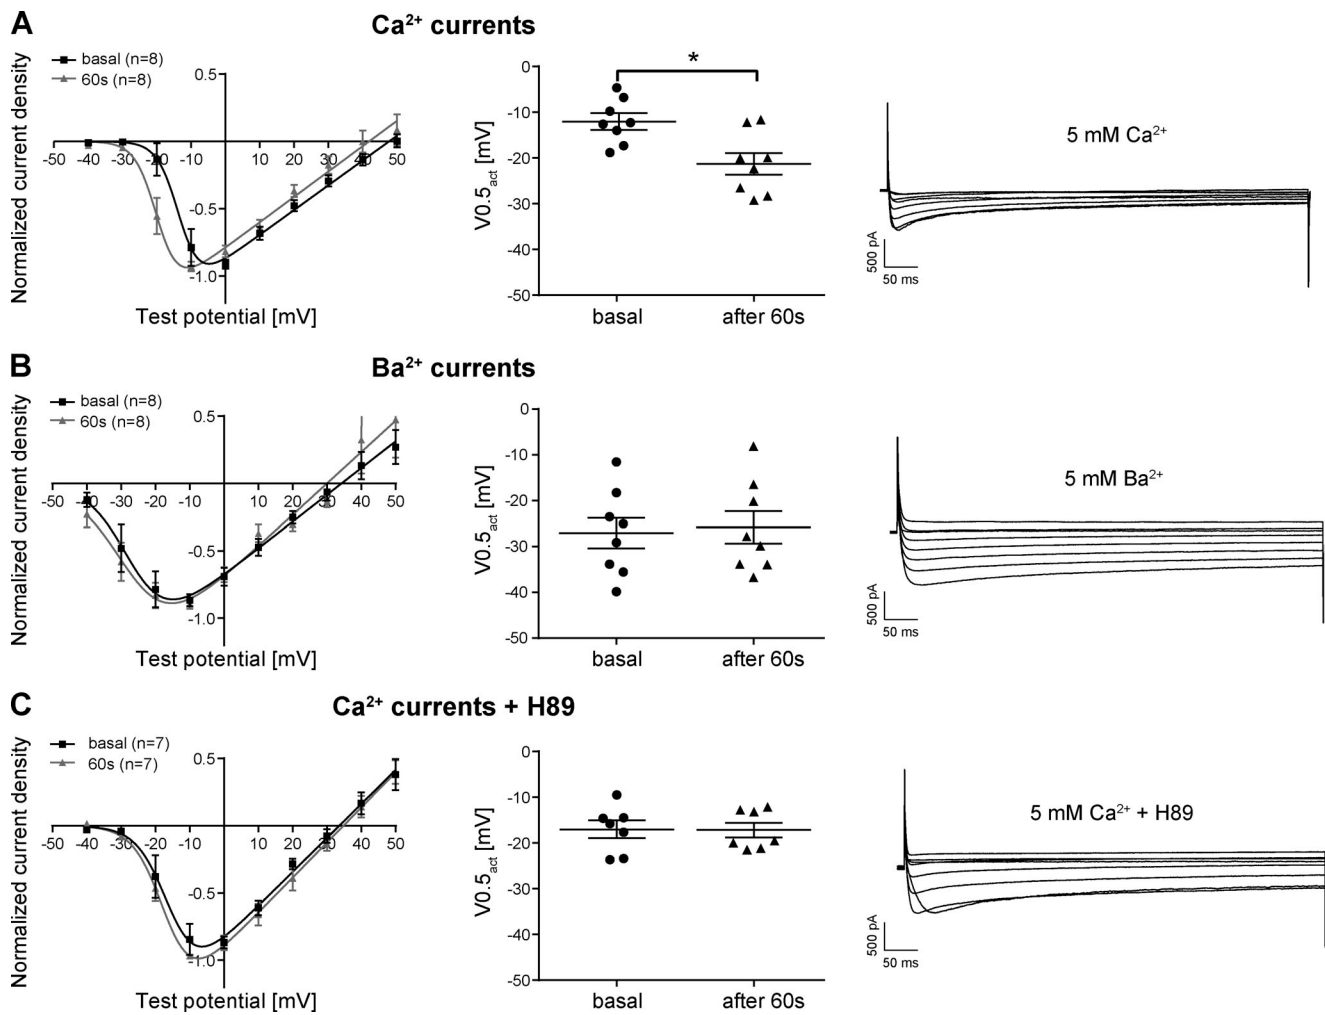 A
Ca²⁺ currents
Normalized current density
basal (n=8)
60s (n=8)
0.5
-50 -40 -30 -20 -10 10 20 30 40 50
-0.5
-1.0
Test potential [mV]
V0.5act [mV]
0
-10
-20
-30
-40
-50
*
basal after 60s
5 mM Ca²⁺
500 pA
50 ms
B
Ba²⁺ currents
Normalized current density
basal (n=8)
60s (n=8)
0.5
-50 -40 -30 -20 -10 10 20 30 40 50
-0.5
-1.0
Test potential [mV]
V0.5act [mV]
0
-10
-20
-30
-40
-50
basal after 60s
5 mM Ba²⁺
500 pA
50 ms
C
Ca²⁺ currents + H89
Normalized current density
basal (n=7)
60s (n=7)
0.5
-50 -40 -30 -20 -10 10 20 30 40 50
-0.5
-1.0
Test potential [mV]
V0.5act [mV]
0
-10
-20
-30
-40
-50
basal after 60s
5 mM Ca²⁺ + H89
500 pA
50 ms